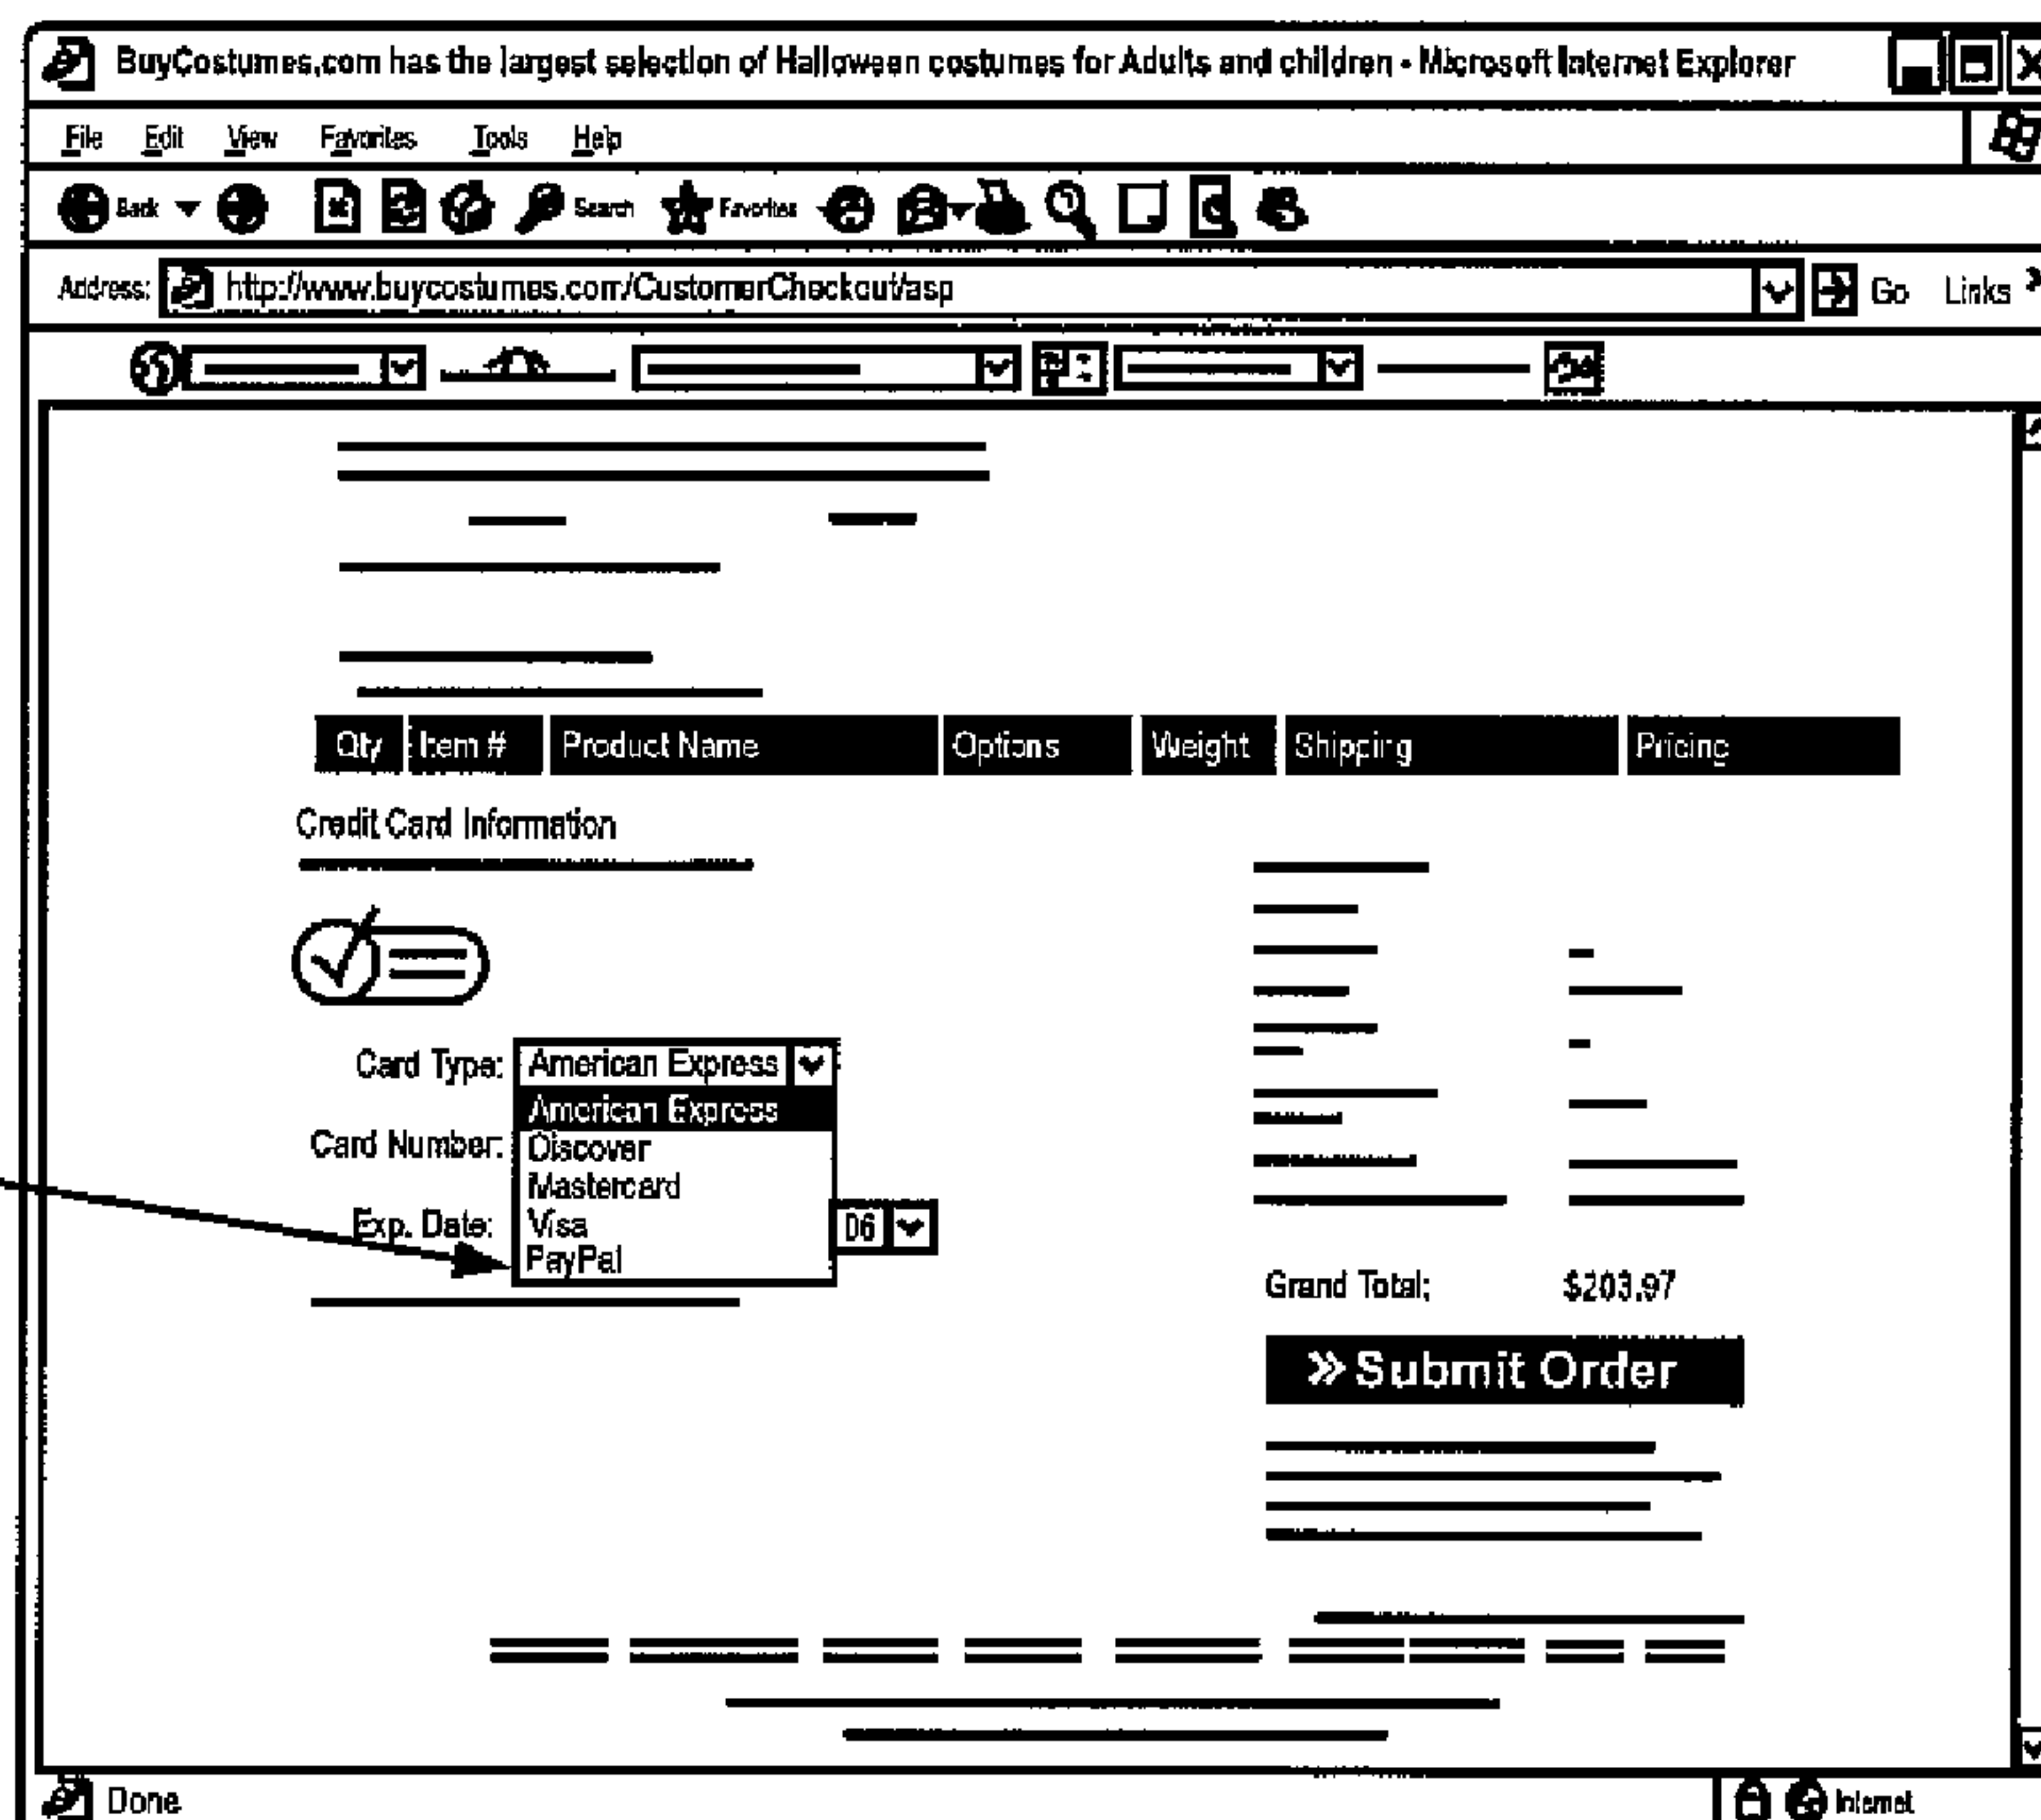 BuyCostumes.com has the largest selection of Halloween costumes for Adults and children - Microsoft Internet Explorer
File Edit View Favorites Tools Help
Back Search Favorites
Address: http://www.buycostumes.com/CustomerCheckout/asp Go Links »
Qty Item # Product Name Options Weight Shipping Pricing
Credit Card Information
Card Type: American Express
American Express
Card Number: Discover
Mastercard
Exp. Date: Visa 06
PayPal
Grand Total: $203.97
» Submit Order
Done Internet